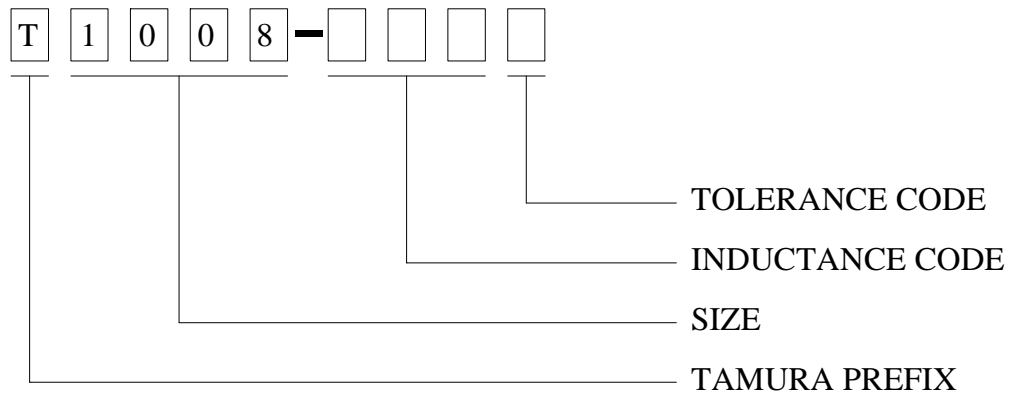 T 1 0 0 8 -
TOLERANCE CODE
INDUCTANCE CODE
SIZE
TAMURA PREFIX